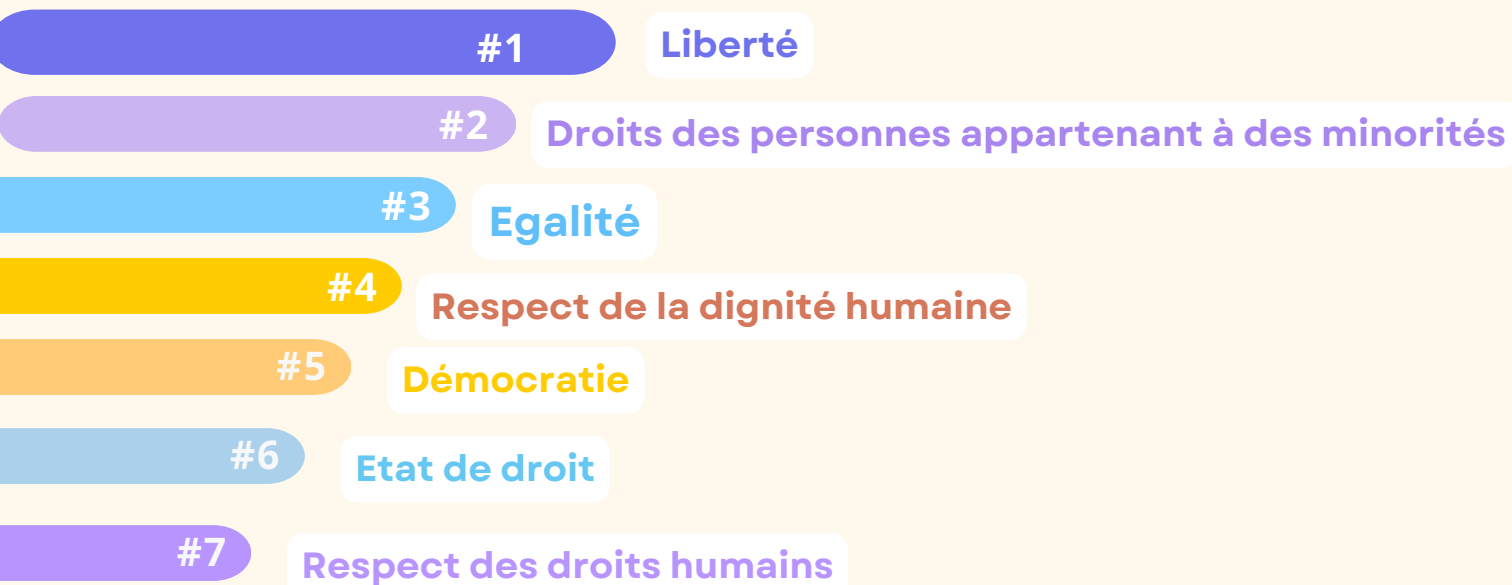 #1 Liberté
#2 Droits des personnes appartenant à des minorités
#3 Egalité
#4 Respect de la dignité humaine
#5 Démocratie
#6 Etat de droit
#7 Respect des droits humains